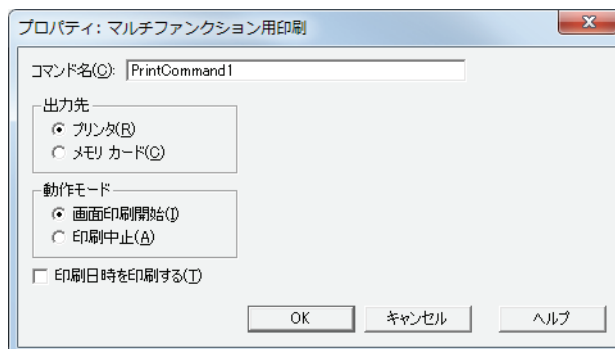 プロパティ: マルチファンクション用印刷
コマンド名(C): PrintCommand1
出力先
プリンタ(R)
メモリ カード(C)
動作モード
画面印刷開始(I)
印刷中止(A)
印刷日時を印刷する(T)
OK キャンセル ヘルプ